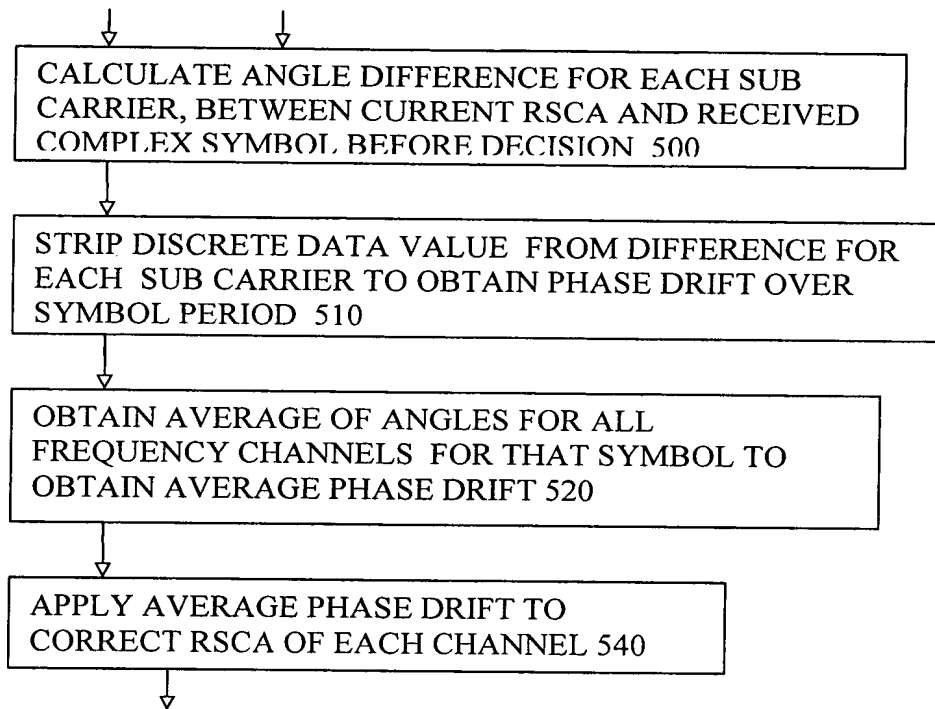 CALCULATE ANGLE DIFFERENCE FOR EACH SUB
CARRIER, BETWEEN CURRENT RSCA AND RECEIVED
COMPLEX SYMBOL BEFORE DECISION 500
STRIP DISCRETE DATA VALUE FROM DIFFERENCE FOR
EACH SUB CARRIER TO OBTAIN PHASE DRIFT OVER
SYMBOL PERIOD 510
OBTAIN AVERAGE OF ANGLES FOR ALL
FREQUENCY CHANNELS FOR THAT SYMBOL TO
OBTAIN AVERAGE PHASE DRIFT 520
APPLY AVERAGE PHASE DRIFT TO
CORRECT RSCA OF EACH CHANNEL 540